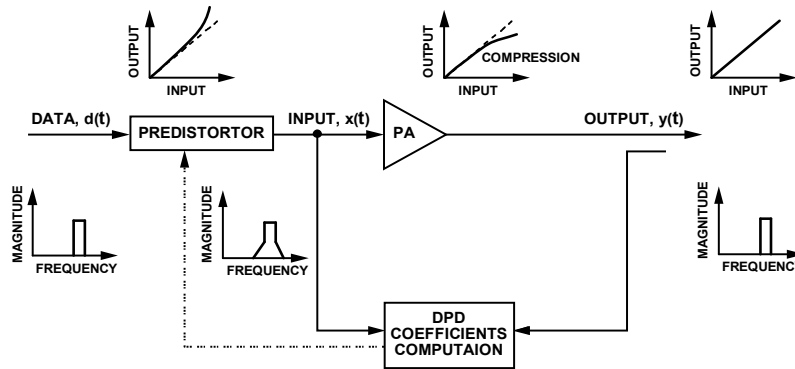 OUTPUT
INPUT
OUTPUT
COMPRESSION
INPUT
OUTPUT
INPUT
DATA, d(t)
PREDISTORTOR
INPUT, x(t)
PA
OUTPUT, y(t)
MAGNITUDE
FREQUENCY
MAGNITUDE
FREQUENCY
MAGNITUDE
FREQUENC
DPD
COEFFICIENTS
COMPUTAION